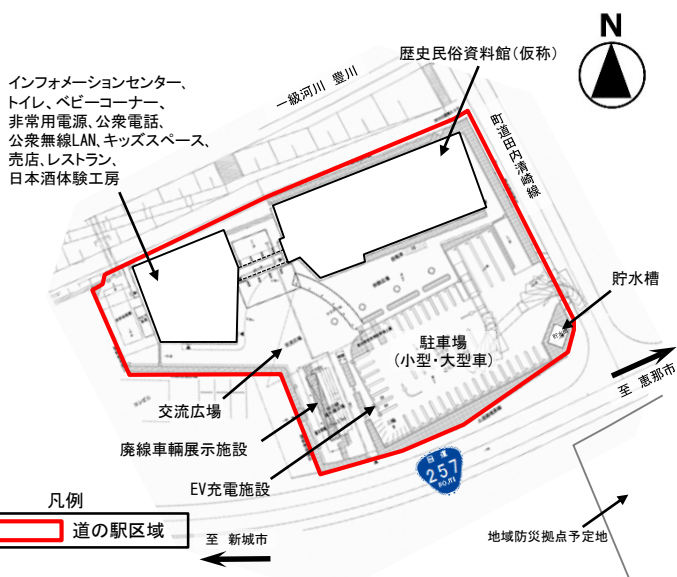 歴史民俗資料館(仮称)
N
インフォメーションセンター、
トイレ、ベビーコーナー、
非常用電源、公衆電話、
公衆無線LAN、キッズスペース、
売店、レストラン、
日本酒体験工房
一級河川 豊川
町道田内清崎線
貯水槽
駐車場
(小型・大型車)
至 恵那市
交流広場
廃線車輌展示施設
EV充電施設
国道
257
ROUTE
凡例
道の駅区域
至 新城市
地域防災拠点予定地